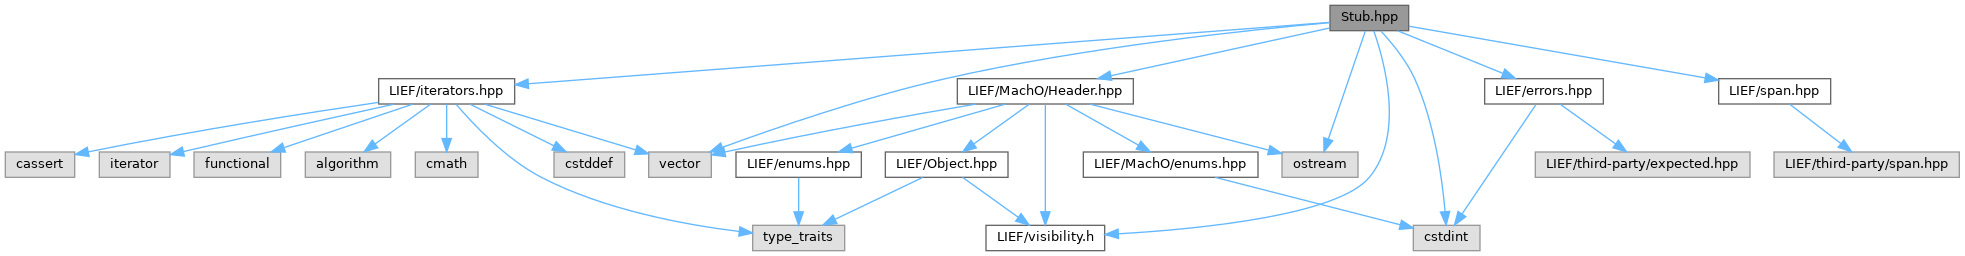 Stub.hpp
LIEF/iterators.hpp
LIEF/MachO/Header.hpp
LIEF/errors.hpp
LIEF/span.hpp
cassert
iterator
functional
algorithm
cmath
cstddef
vector
LIEF/enums.hpp
LIEF/Object.hpp
LIEF/MachO/enums.hpp
ostream
LIEF/third-party/expected.hpp
LIEF/third-party/span.hpp
type_traits
LIEF/visibility.h
cstdint